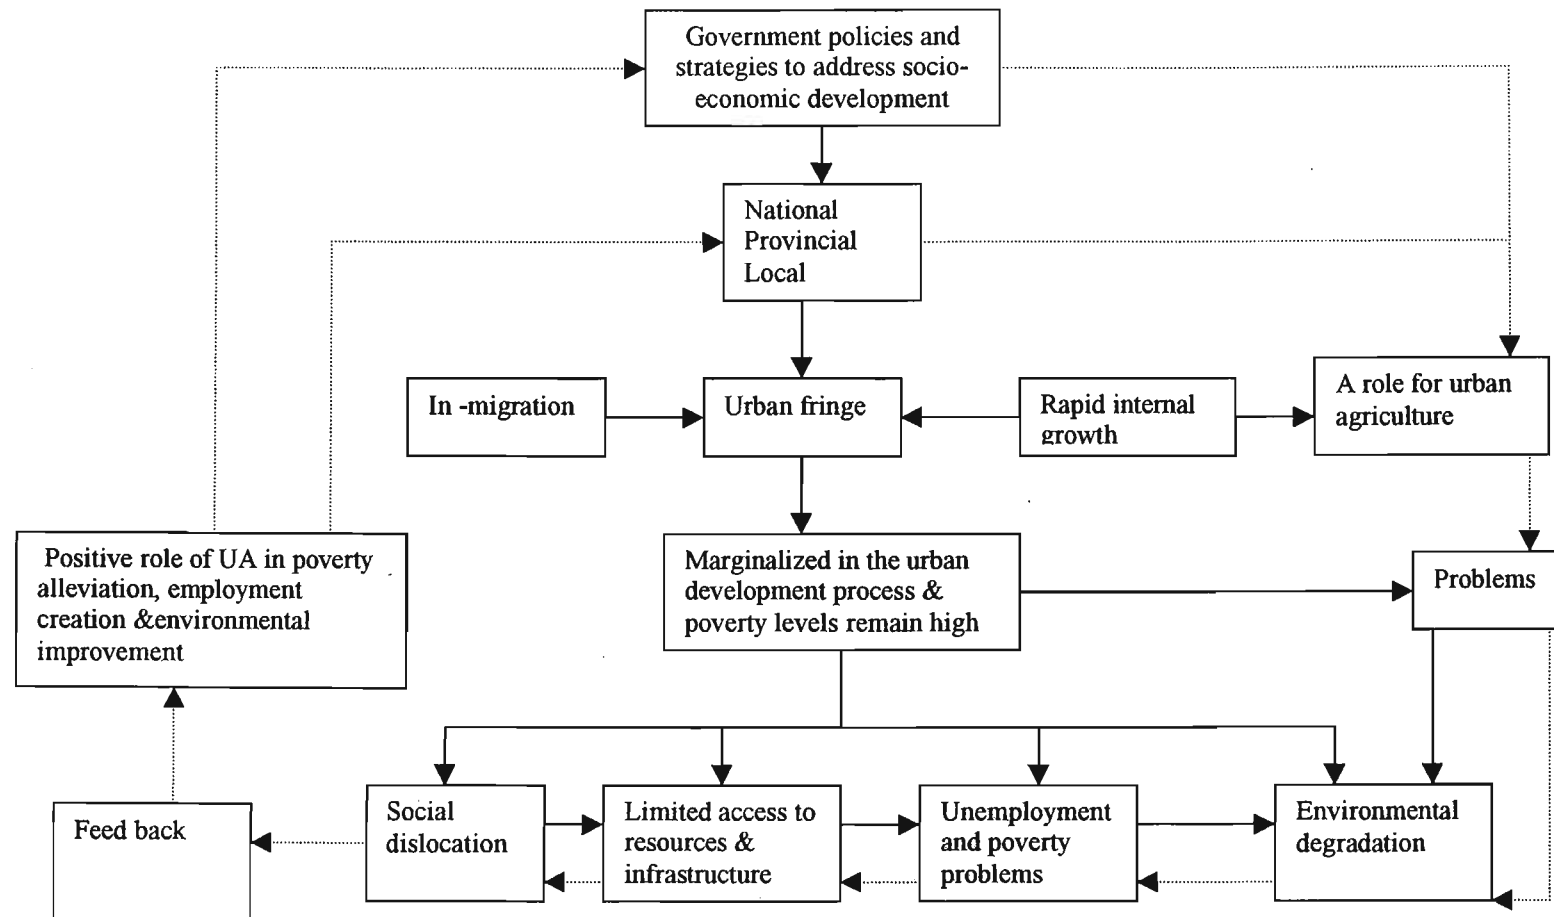 Government policies and
strategies to address socio-
economic development
National
Provincial
Local
In -migration
Urban fringe
Rapid internal
growth
A role for urban
agriculture
Positive role of UA in poverty
alleviation, employment
creation &environmental
improvement
Marginalized in the urban
development process &
poverty levels remain high
Problems
Feed back
Social
dislocation
Limited access to
resources &
infrastructure
Unemployment
and poverty
problems
Environmental
degradation